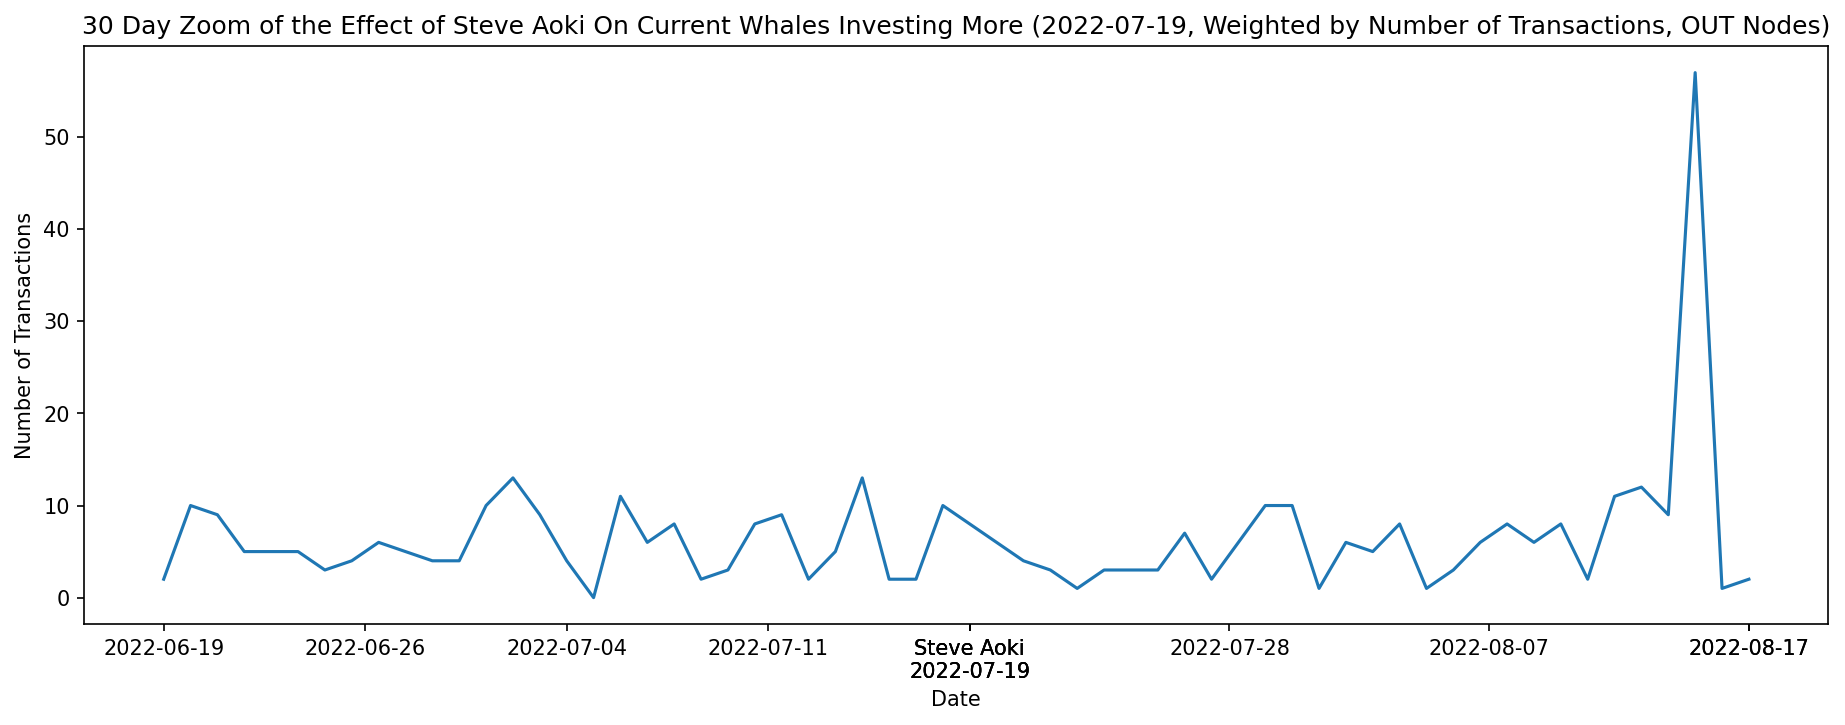 30 Day Zoom of the Effect of Steve Aoki On Current Whales Investing More (2022-07-19, Weighted by Number of Transactions, OUT Nodes)
Number of Transactions
50
40
30
20
10
0
2022-06-19 2022-06-26 2022-07-04 2022-07-11 Steve Aoki 2022-07-28 2022-08-07 2022-08-17
2022-07-19
Date